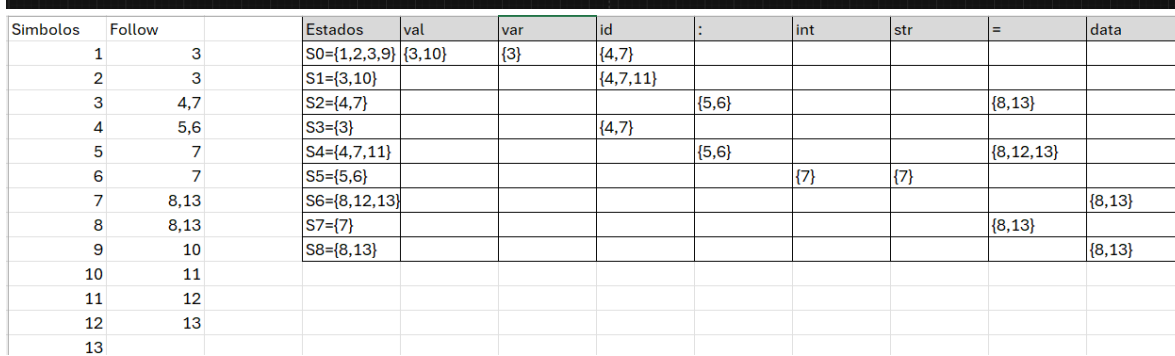 Simbolos Follow Estados val var id : int str = data
1 3 S0={1,2,3,9} {3,10} {3} {4,7}
2 3 S1={3,10} {4,7,11}
3 4,7 S2={4,7} {5,6} {8,13}
4 5,6 S3={3} {4,7}
5 7 S4={4,7,11} {5,6} {8,12,13}
6 7 S5={5,6} {7} {7}
7 8,13 S6={8,12,13} {8,13}
8 8,13 S7={7} {8,13}
9 10 S8={8,13} {8,13}
10 11
11 12
12 13
13